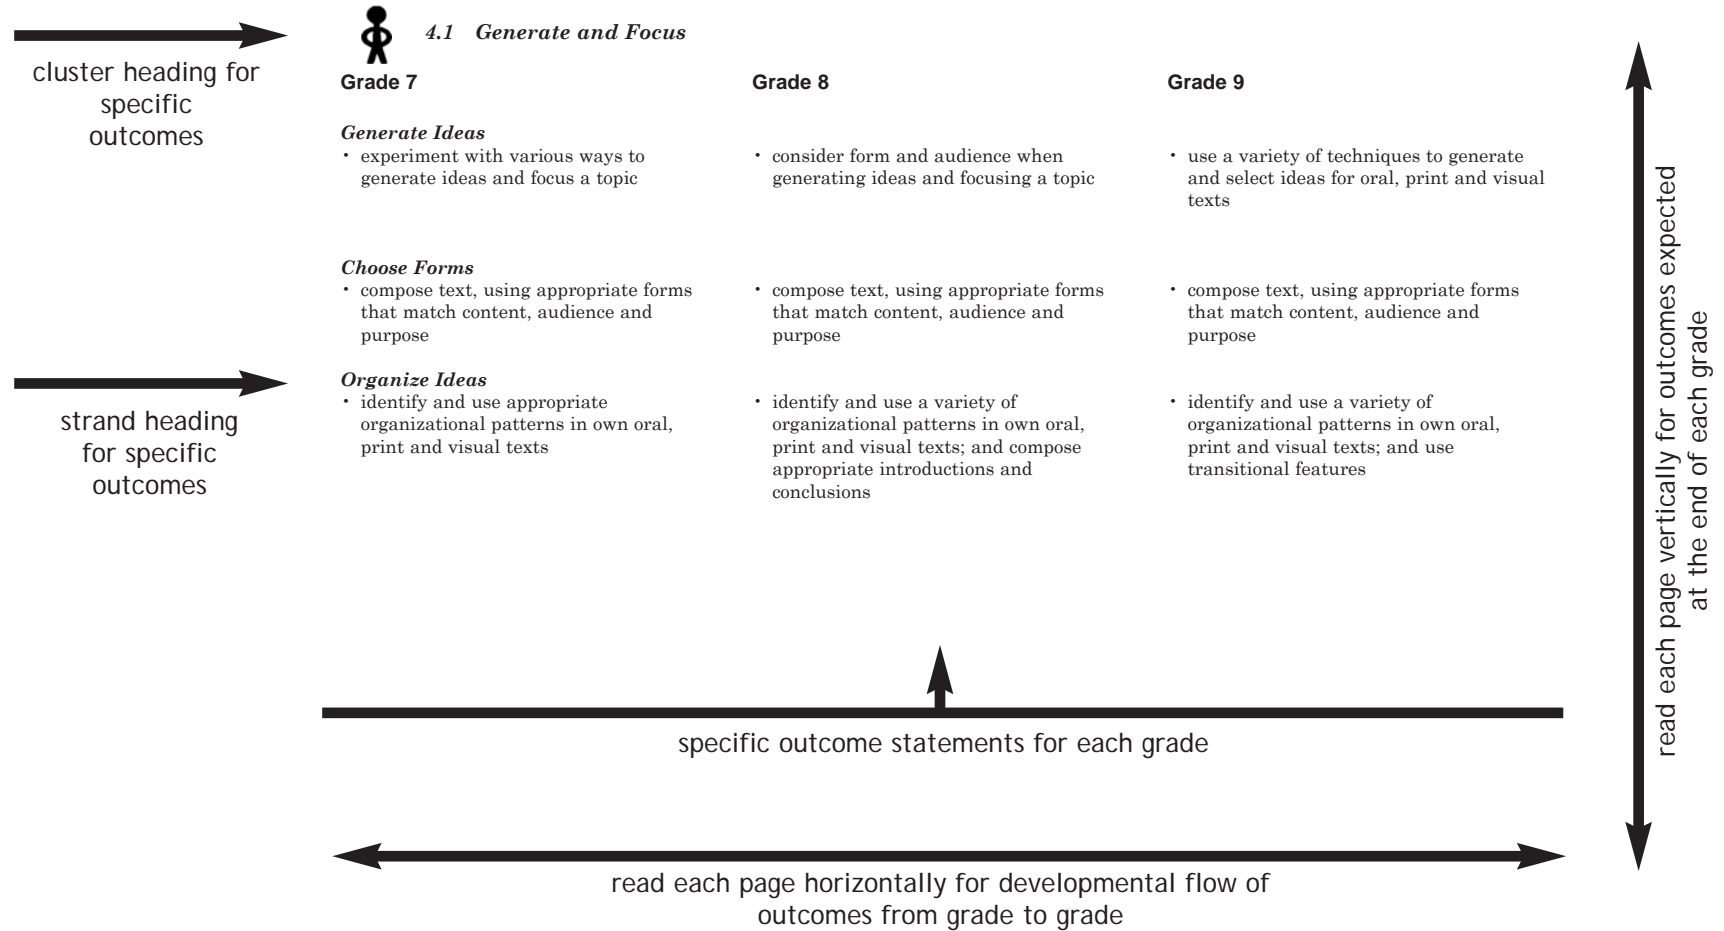 4.1 Generate and Focus
cluster heading for
specific
outcomes
Grade 7
Grade 8
Grade 9
Generate Ideas
• experiment with various ways to
generate ideas and focus a topic
• consider form and audience when
generating ideas and focusing a topic
• use a variety of techniques to generate
and select ideas for oral, print and visual
texts
Choose Forms
• compose text, using appropriate forms
that match content, audience and
purpose
• compose text, using appropriate forms
that match content, audience and
purpose
• compose text, using appropriate forms
that match content, audience and
purpose
strand heading
for specific
outcomes
Organize Ideas
• identify and use appropriate
organizational patterns in own oral,
print and visual texts
• identify and use a variety of
organizational patterns in own oral,
print and visual texts; and compose
appropriate introductions and
conclusions
• identify and use a variety of
organizational patterns in own oral,
print and visual texts; and use
transitional features
read each page vertically for outcomes expected
at the end of each grade
specific outcome statements for each grade
read each page horizontally for developmental flow of
outcomes from grade to grade